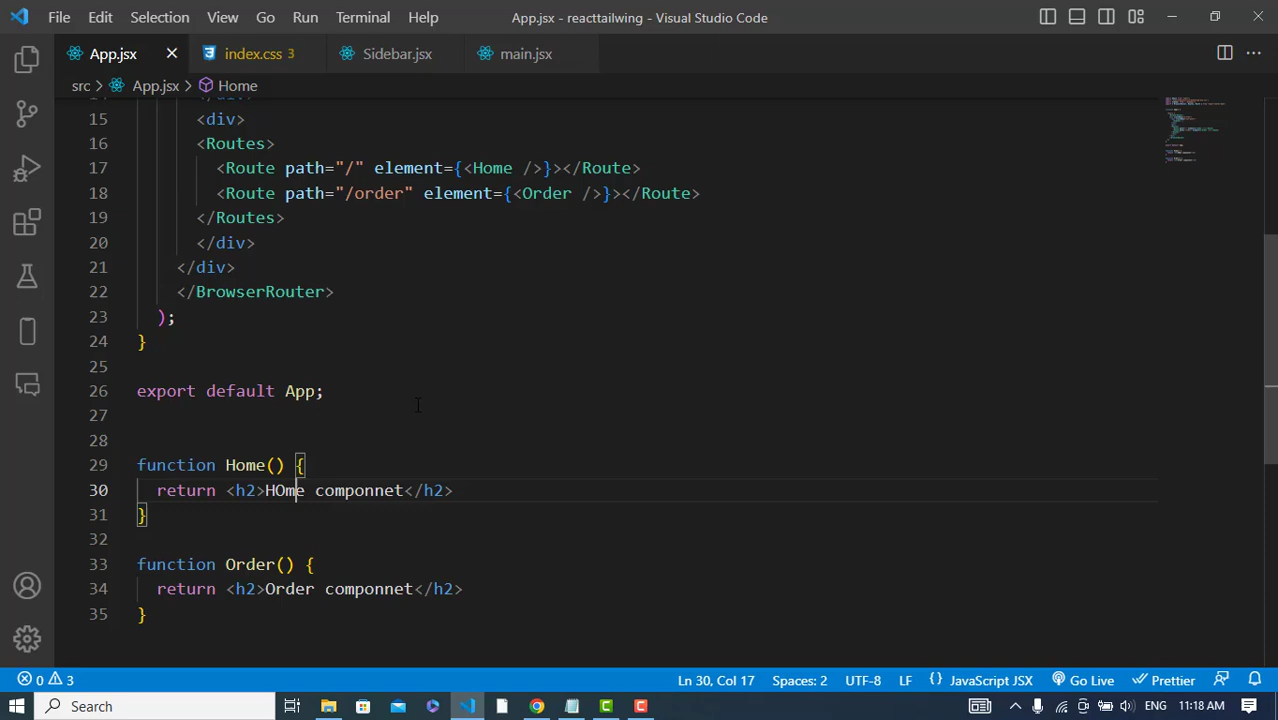 File Edit Selection View Go Run Terminal Help App.jsx - reacttailwing - Visual Studio Code
App.jsx index.css 3 Sidebar.jsx main.jsx
src > App.jsx > Home
14 </div>
15 <div>
16 <Routes>
17 <Route path="/" element={<Home />}></Route>
18 <Route path="/order" element={<Order />}></Route>
19 </Routes>
20 </div>
21 </div>
22 </BrowserRouter>
23 );
24 }
25
26 export default App;
27
28
29 function Home() {
30 return <h2>HOme componnet</h2>
31 }
32
33 function Order() {
34 return <h2>Order componnet</h2>
35 }
0 3 Ln 30, Col 17 Spaces: 2 UTF-8 LF {} JavaScript JSX Go Live Prettier
Search ENG 11:18 AM